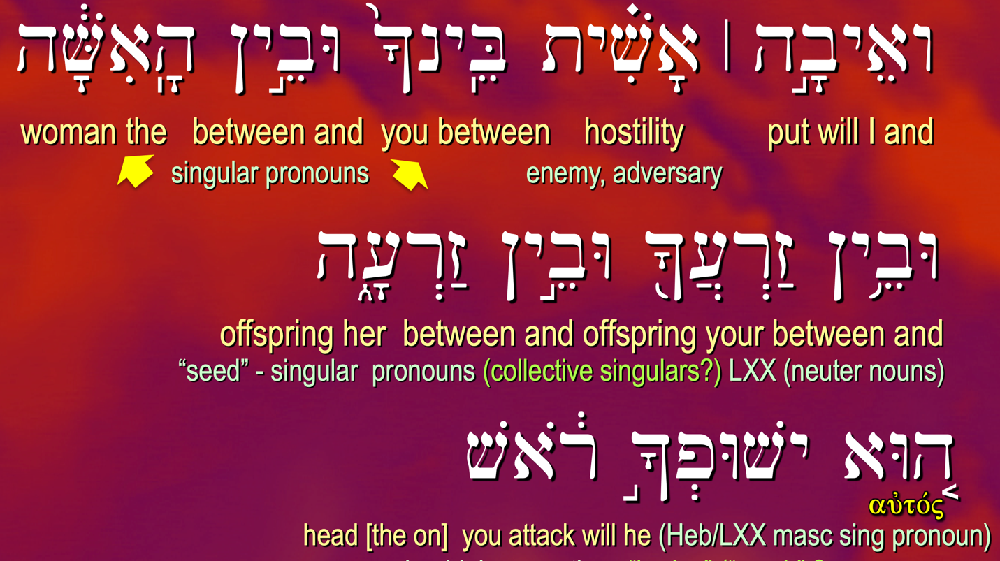 וְאֵיבָ֣ה ׀ אָשִׁ֗ית בֵּֽינְךָ֙ וּבֵ֣ין הָֽאִשָּׁ֔ה
woman the between and you between hostility put will I and
singular pronouns enemy, adversary
וּבֵ֥ין זַרְעֲךָ֖ וּבֵ֣ין זַרְעָ֑הּ
offspring her between and offspring your between and
“seed” - singular pronouns (collective singulars?) LXX (neuter nouns)
ה֚וּא יְשׁוּפְךָ֣ רֹ֔אשׁ
αὐτός
head [the on] you attack will he (Heb/LXX masc sing pronoun)